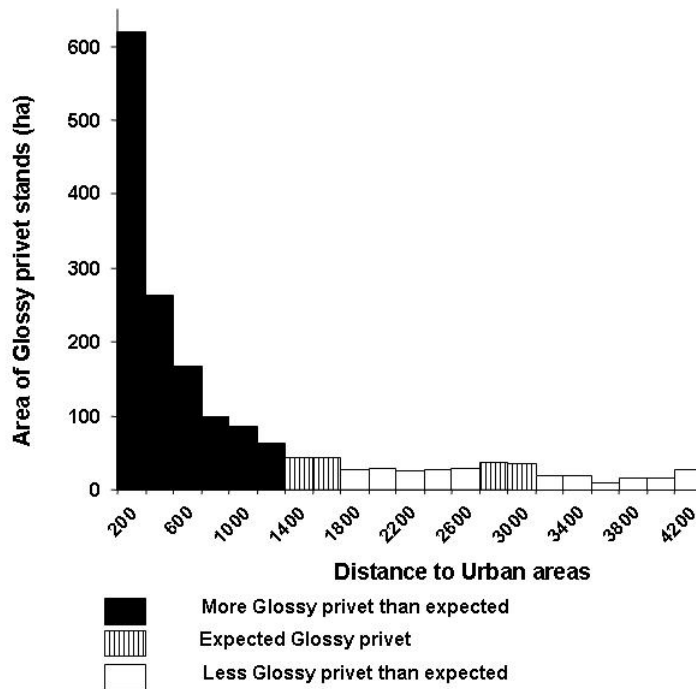 Area of Glossy privet stands (ha)
600
500
400
300
200
100
0
200 600 1000 1400 1800 2200 2600 3000 3400 3800 4200
Distance to Urban areas
More Glossy privet than expected
Expected Glossy privet
Less Glossy privet than expected